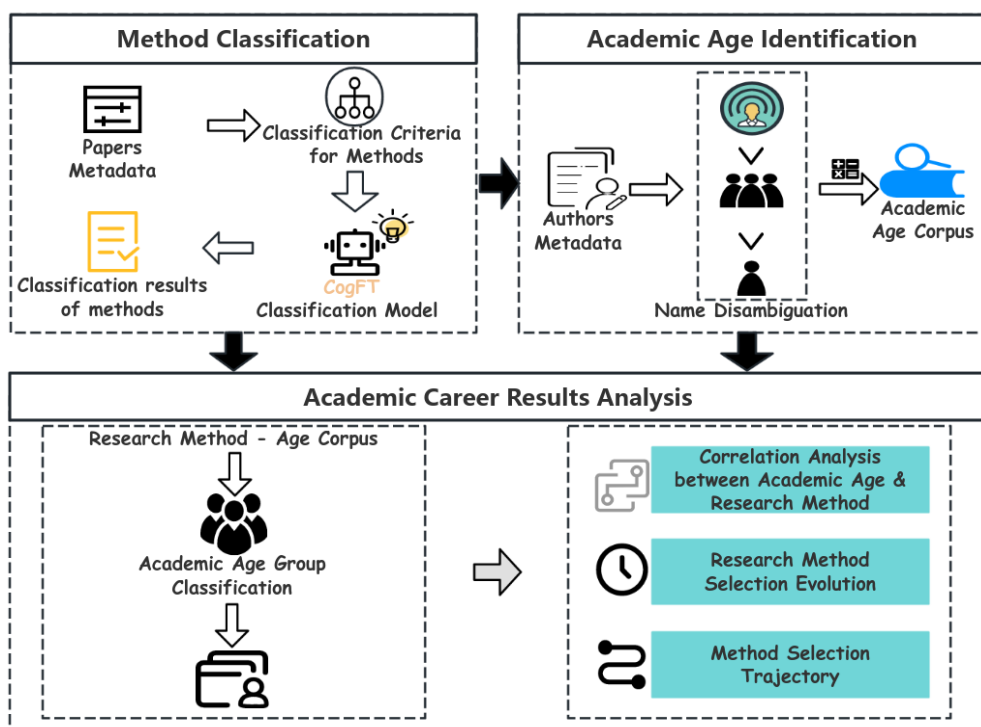 Method Classification
Papers
Metadata
Classification Criteria
for Methods
CogFT
Classification Model
Classification results
of methods
Academic Age Identification
Authors
Metadata
Name Disambiguation
Academic
Age Corpus
Academic Career Results Analysis
Research Method - Age Corpus
Academic Age Group
Classification
Correlation Analysis
between Academic Age &
Research Method
Research Method
Selection Evolution
Method Selection
Trajectory